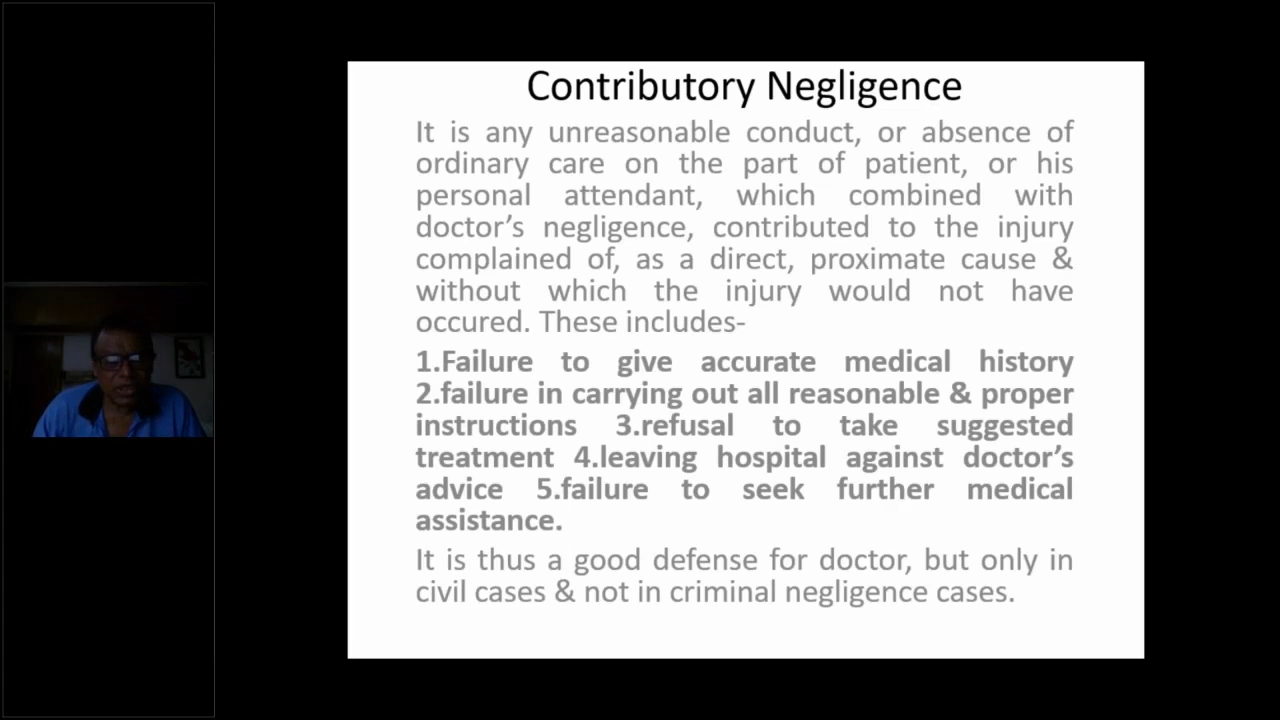 Contributory Negligence
It is any unreasonable conduct, or absence of
ordinary care on the part of patient, or his
personal attendant, which combined with
doctor’s negligence, contributed to the injury
complained of, as a direct, proximate cause &
without which the injury would not have
occured. These includes-
1.Failure to give accurate medical history
2.failure in carrying out all reasonable & proper
instructions 3.refusal to take suggested
treatment 4.leaving hospital against doctor’s
advice 5.failure to seek further medical
assistance.
It is thus a good defense for doctor, but only in
civil cases & not in criminal negligence cases.